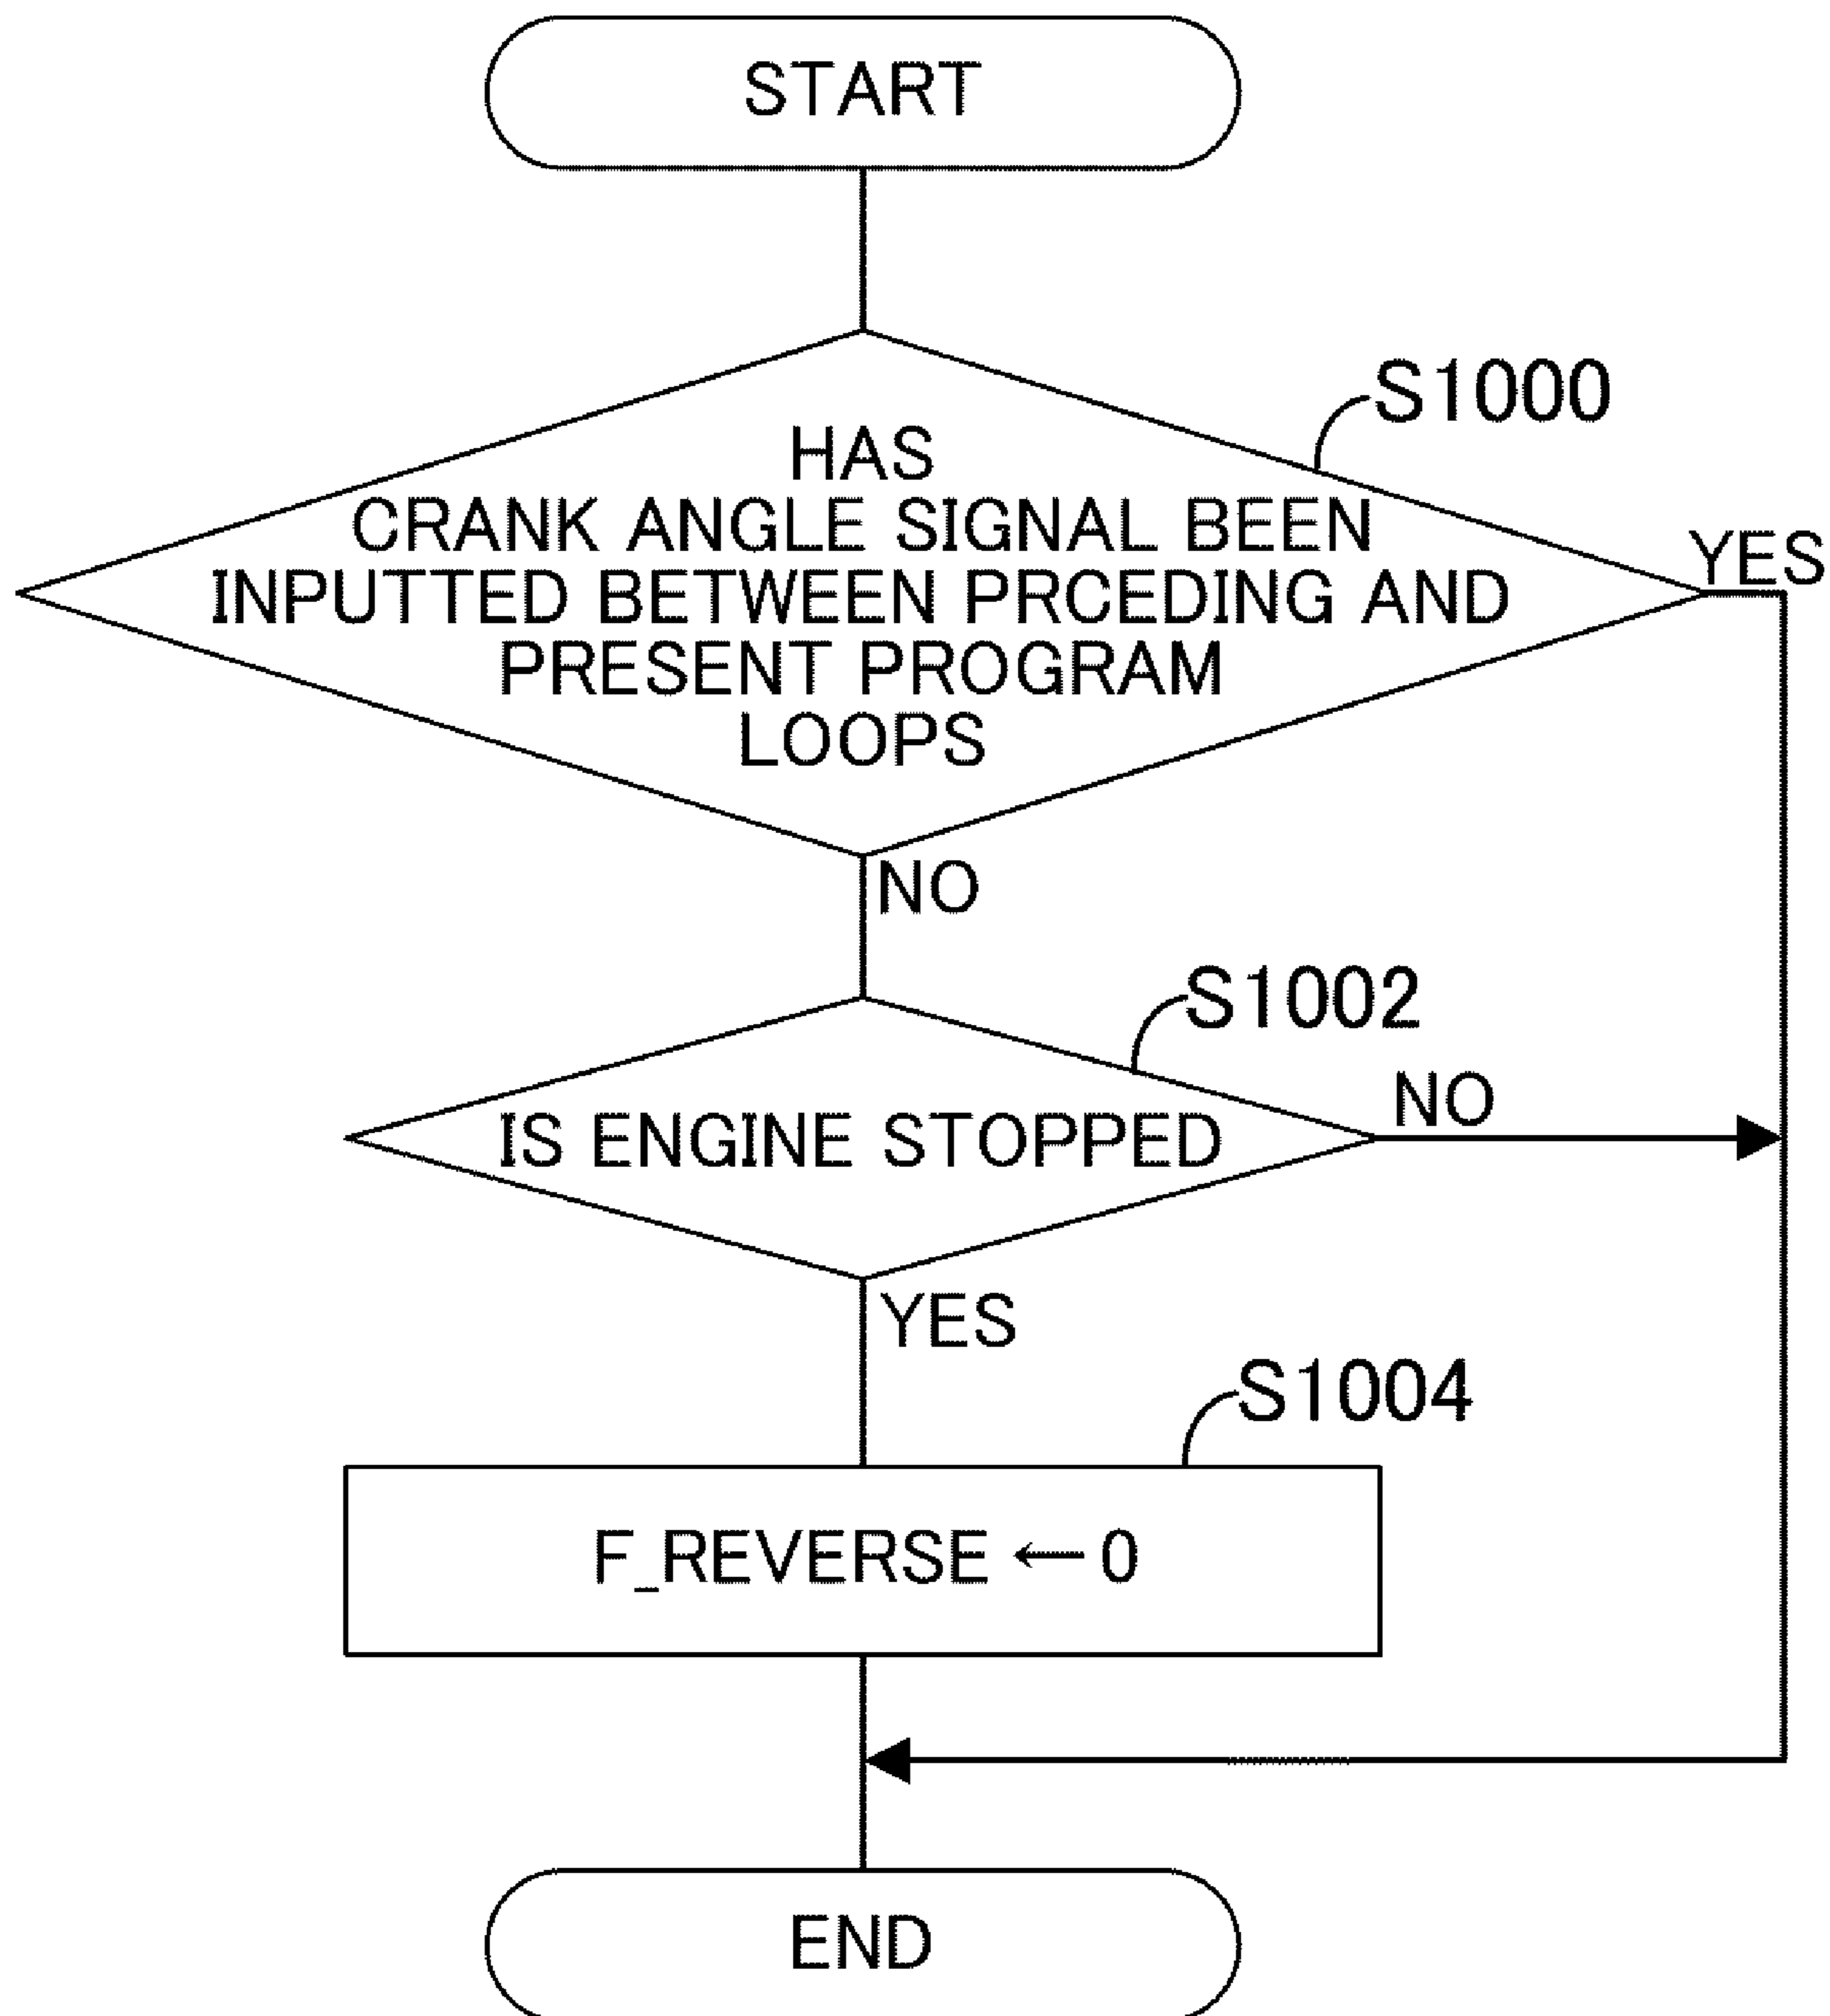 START
S1000
HAS
CRANK ANGLE SIGNAL BEEN
INPUTTED BETWEEN PRCEDING AND
PRESENT PROGRAM
LOOPS
YES
NO
S1002
IS ENGINE STOPPED
NO
YES
S1004
F_REVERSE ← 0
END